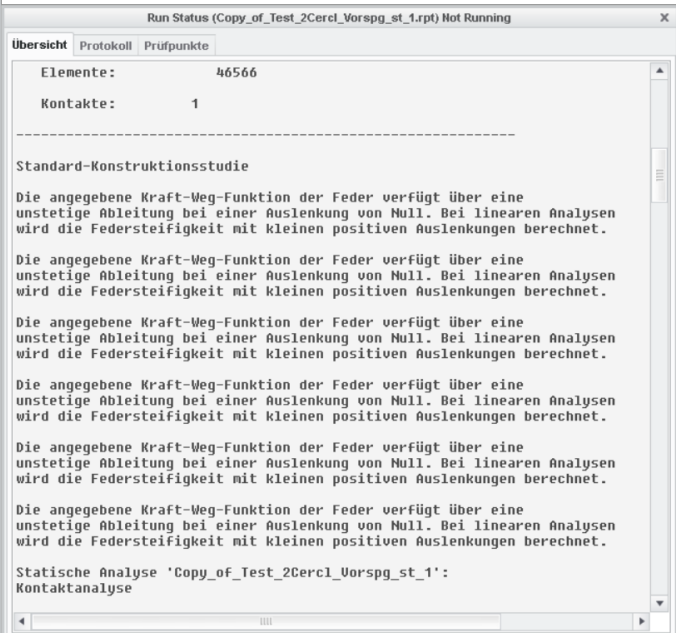 Run Status (Copy_of_Test_2Cercl_Vorspg_st_1.rpt) Not Running
Übersicht Protokoll Prüfpunkte
Elemente: 46566
Kontakte: 1
------------------------------------------------------------
Standard-Konstruktionsstudie
Die angegebene Kraft-Weg-Funktion der Feder verfügt über eine
unstetige Ableitung bei einer Auslenkung von Null. Bei linearen Analysen
wird die Federsteifigkeit mit kleinen positiven Auslenkungen berechnet.
Die angegebene Kraft-Weg-Funktion der Feder verfügt über eine
unstetige Ableitung bei einer Auslenkung von Null. Bei linearen Analysen
wird die Federsteifigkeit mit kleinen positiven Auslenkungen berechnet.
Die angegebene Kraft-Weg-Funktion der Feder verfügt über eine
unstetige Ableitung bei einer Auslenkung von Null. Bei linearen Analysen
wird die Federsteifigkeit mit kleinen positiven Auslenkungen berechnet.
Die angegebene Kraft-Weg-Funktion der Feder verfügt über eine
unstetige Ableitung bei einer Auslenkung von Null. Bei linearen Analysen
wird die Federsteifigkeit mit kleinen positiven Auslenkungen berechnet.
Die angegebene Kraft-Weg-Funktion der Feder verfügt über eine
unstetige Ableitung bei einer Auslenkung von Null. Bei linearen Analysen
wird die Federsteifigkeit mit kleinen positiven Auslenkungen berechnet.
Die angegebene Kraft-Weg-Funktion der Feder verfügt über eine
unstetige Ableitung bei einer Auslenkung von Null. Bei linearen Analysen
wird die Federsteifigkeit mit kleinen positiven Auslenkungen berechnet.
Statische Analyse 'Copy_of_Test_2Cercl_Vorspg_st_1':
Kontaktanalyse